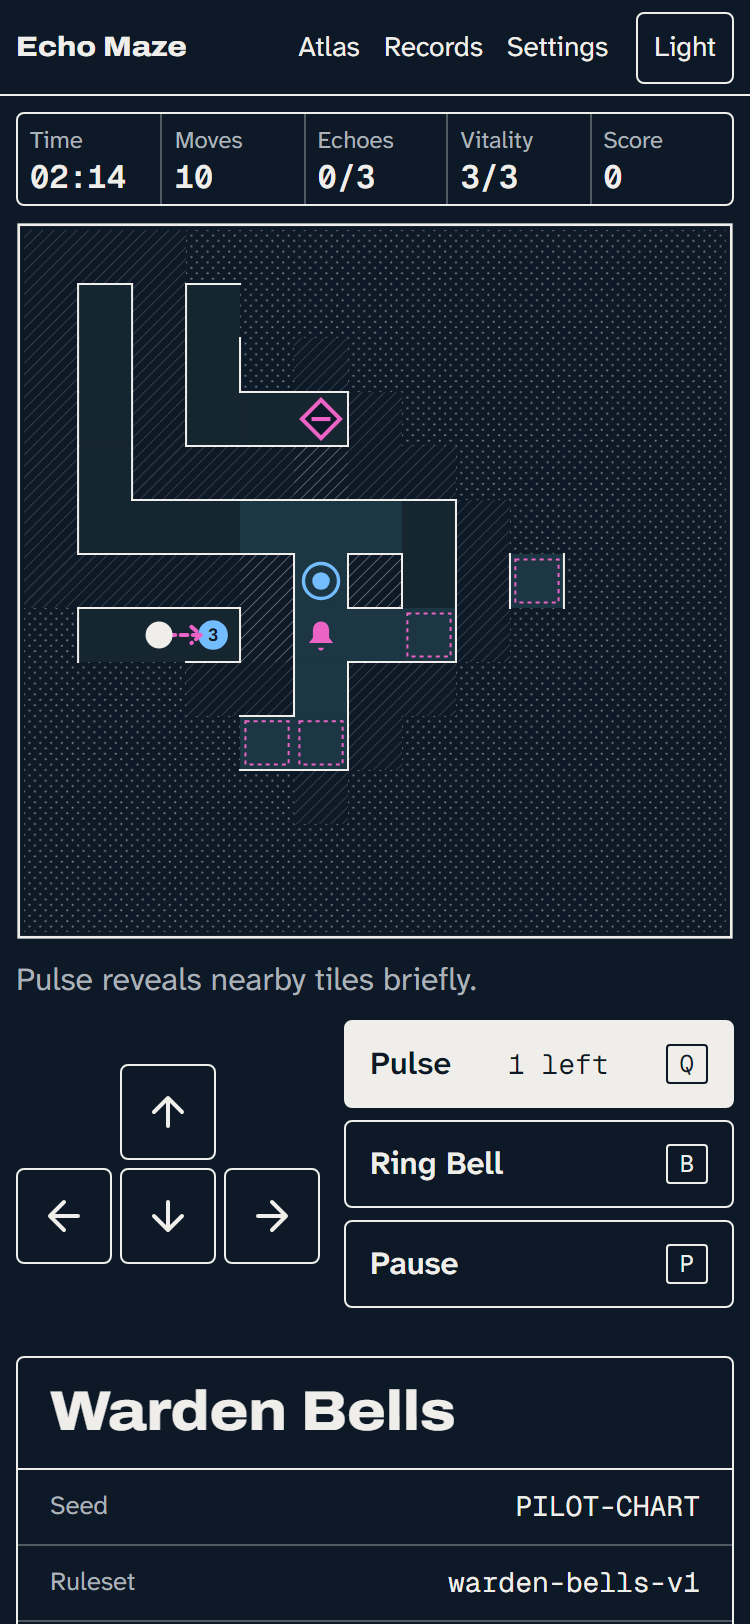 Echo Maze Atlas Records Settings Light
Time Moves Echoes Vitality Score
02:14 10 0/3 3/3 0
3
Pulse reveals nearby tiles briefly.
Pulse 1 left Q
Ring Bell B
Pause P
Warden Bells
Seed PILOT-CHART
Ruleset warden-bells-v1